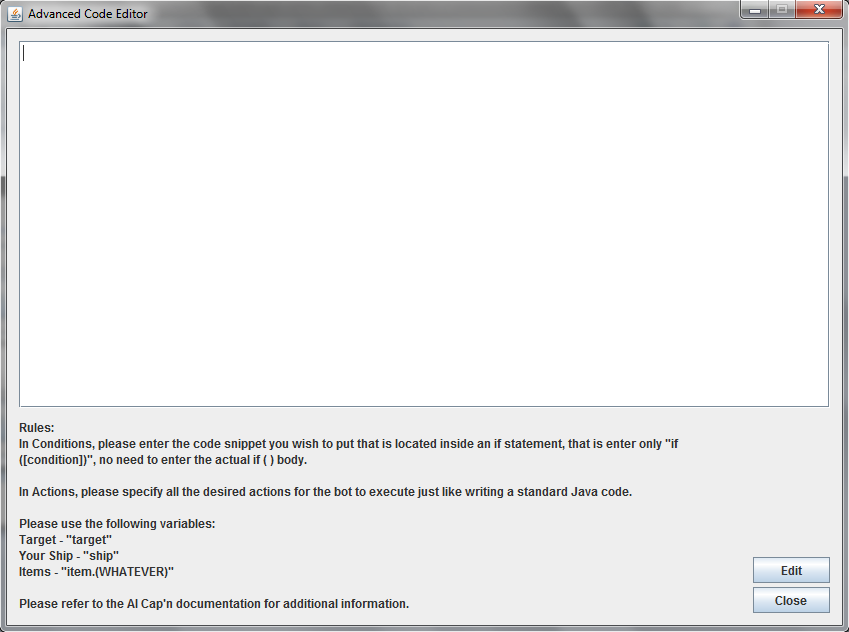 Advanced Code Editor
Rules:
In Conditions, please enter the code snippet you wish to put that is located inside an if statement, that is enter only "if
([condition])", no need to enter the actual if ( ) body.
In Actions, please specify all the desired actions for the bot to execute just like writing a standard Java code.
Please use the following variables:
Target - "target"
Your Ship - "ship"
Items - "item.(WHATEVER)"
Please refer to the AI Cap'n documentation for additional information.
Edit
Close